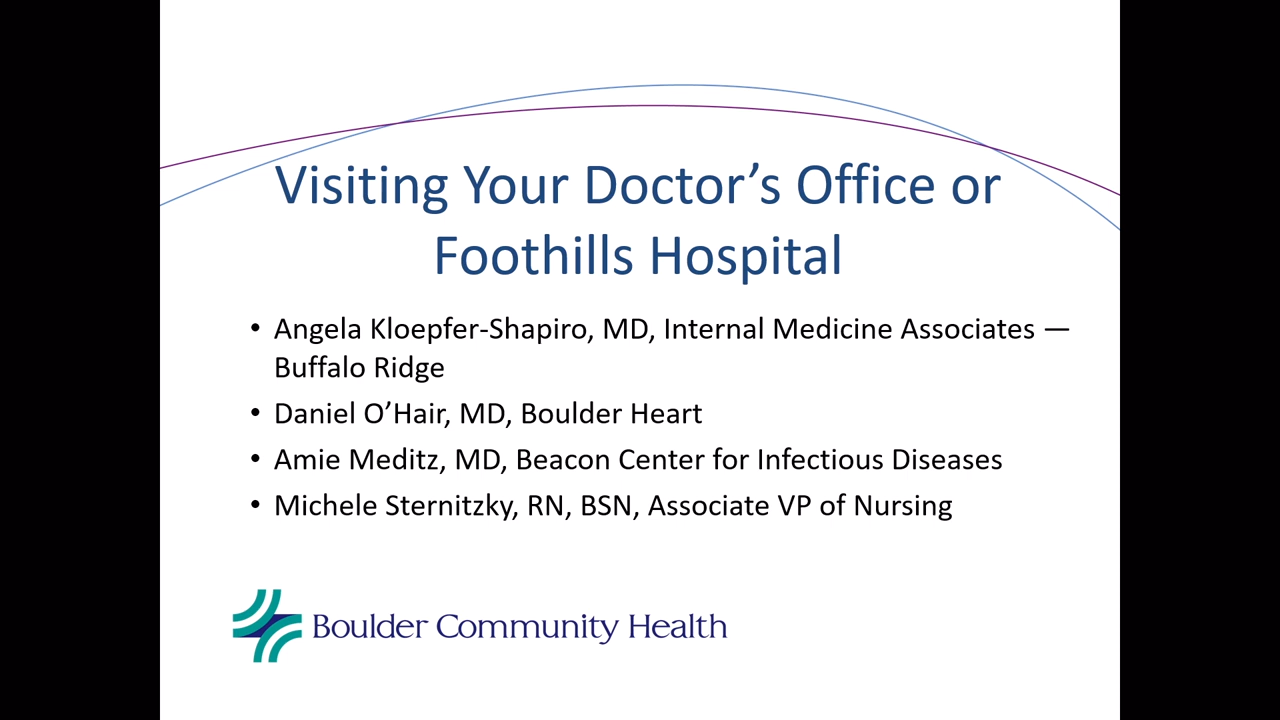 Visiting Your Doctor’s Office or
Foothills Hospital
• Angela Kloepfer-Shapiro, MD, Internal Medicine Associates —
Buffalo Ridge
• Daniel O’Hair, MD, Boulder Heart
• Amie Meditz, MD, Beacon Center for Infectious Diseases
• Michele Sternitzky, RN, BSN, Associate VP of Nursing
Boulder Community Health